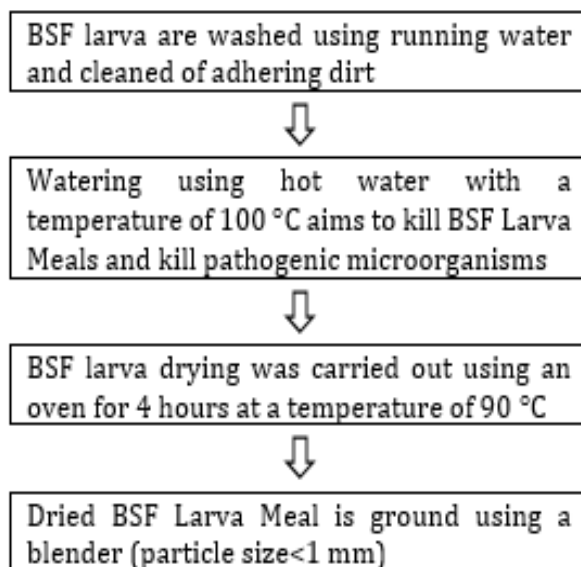 BSF larva are washed using running water
and cleaned of adhering dirt
Watering using hot water with a
temperature of 100 °C aims to kill BSF Larva
Meals and kill pathogenic microorganisms
BSF larva drying was carried out using an
oven for 4 hours at a temperature of 90 °C
Dried BSF Larva Meal is ground using a
blender (particle size<1 mm)